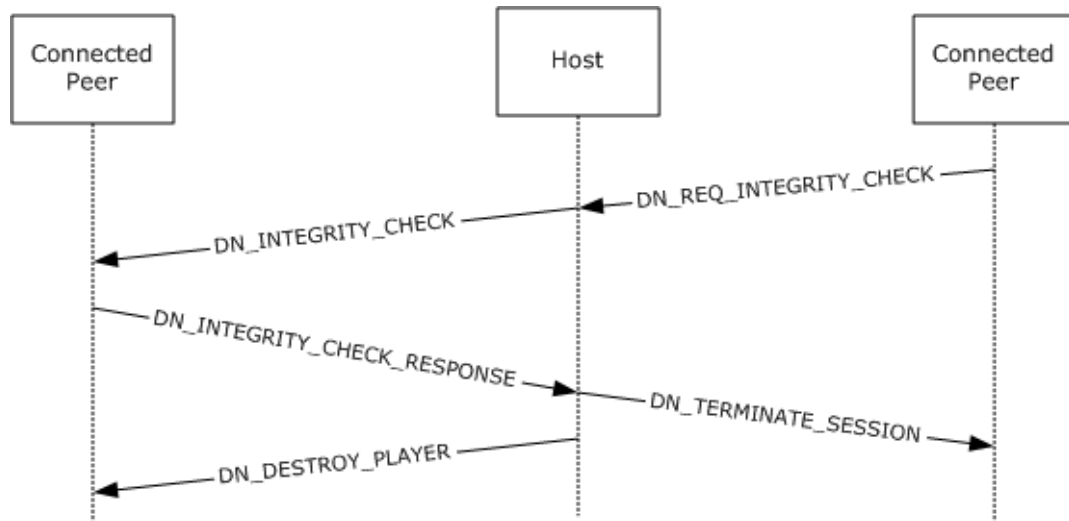 Connected
Peer
Host
Connected
Peer
DN_REQ_INTEGRITY_CHECK
DN_INTEGRITY_CHECK
DN_INTEGRITY_CHECK_RESPONSE
DN_TERMINATE_SESSION
DN_DESTROY_PLAYER